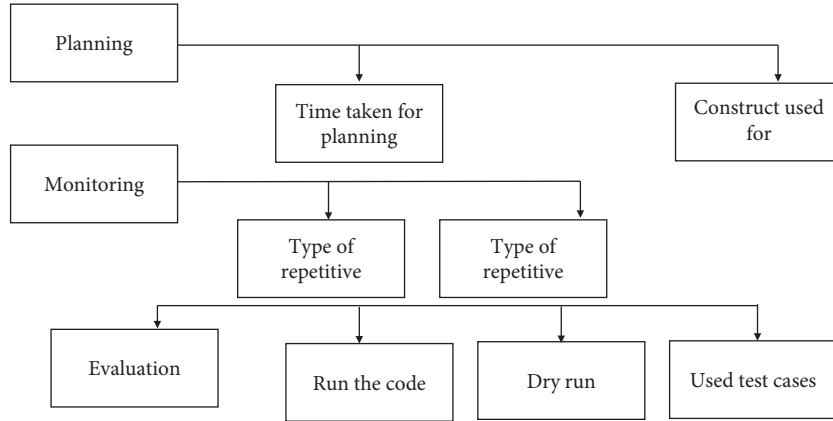 Planning
Time taken for
planning
Construct used
for
Monitoring
Type of
repetitive
Type of
repetitive
Evaluation
Run the code
Dry run
Used test cases